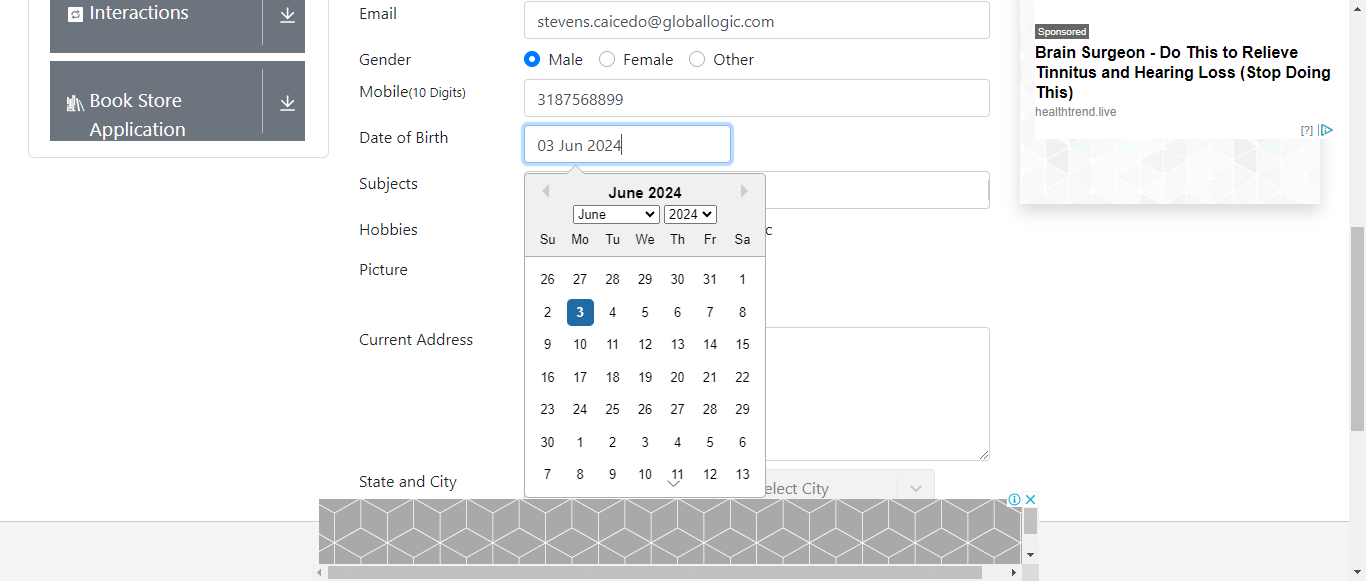 Interactions
Book Store
Application
Email
stevens.caicedo@globallogic.com
Gender
Male Female Other
Mobile(10 Digits)
3187568899
Date of Birth
03 Jun 2024
Subjects
June 2024
June 2024
Hobbies
c
Su Mo Tu We Th Fr Sa
Picture
26 27 28 29 30 31 1
2 3 4 5 6 7 8
Current Address
9 10 11 12 13 14 15
16 17 18 19 20 21 22
23 24 25 26 27 28 29
30 1 2 3 4 5 6
7 8 9 10 11 12 13
State and City
elect City
Sponsored
Brain Surgeon - Do This to Relieve
Tinnitus and Hearing Loss (Stop Doing
This)
healthtrend.live
[?]